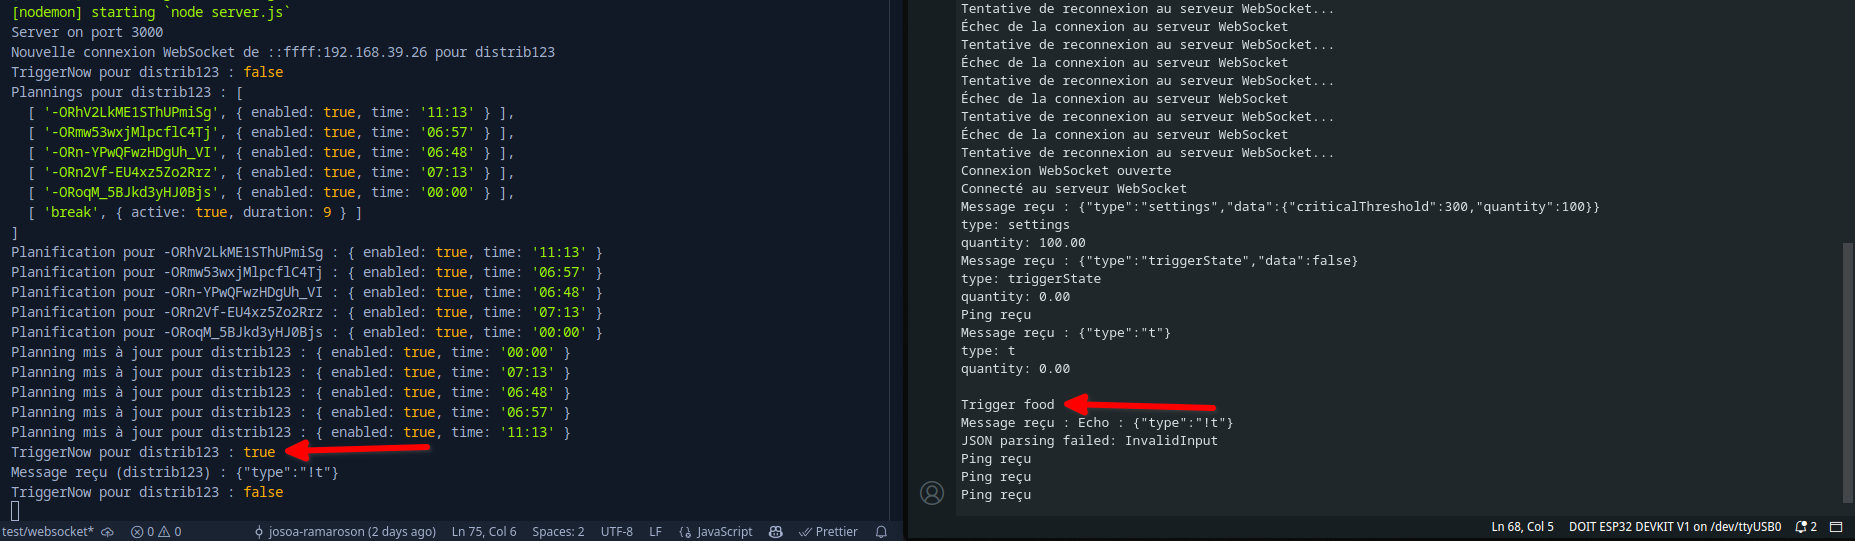 [nodemon] starting `node server.js`
Server on port 3000
Nouvelle connexion WebSocket de ::ffff:192.168.39.26 pour distrib123
TriggerNow pour distrib123 : false
Plannings pour distrib123 : [
  [ '-ORhV2LkME1SThUPmiSg', { enabled: true, time: '11:13' } ],
  [ '-ORmw53wxjMlpcflC4Tj', { enabled: true, time: '06:57' } ],
  [ '-ORn-YPwQFwzHDgUh_VI', { enabled: true, time: '06:48' } ],
  [ '-ORn2Vf-EU4xz5Zo2Rrz', { enabled: true, time: '07:13' } ],
  [ '-ORoqM_5BJkd3yHJ0Bjs', { enabled: true, time: '00:00' } ],
  [ 'break', { active: true, duration: 9 } ]
]
Planification pour -ORhV2LkME1SThUPmiSg : { enabled: true, time: '11:13' }
Planification pour -ORmw53wxjMlpcflC4Tj : { enabled: true, time: '06:57' }
Planification pour -ORn-YPwQFwzHDgUh_VI : { enabled: true, time: '06:48' }
Planification pour -ORn2Vf-EU4xz5Zo2Rrz : { enabled: true, time: '07:13' }
Planification pour -ORoqM_5BJkd3yHJ0Bjs : { enabled: true, time: '00:00' }
Planning mis à jour pour distrib123 : { enabled: true, time: '00:00' }
Planning mis à jour pour distrib123 : { enabled: true, time: '07:13' }
Planning mis à jour pour distrib123 : { enabled: true, time: '06:48' }
Planning mis à jour pour distrib123 : { enabled: true, time: '06:57' }
Planning mis à jour pour distrib123 : { enabled: true, time: '11:13' }
TriggerNow pour distrib123 : true
Message reçu (distrib123) : {"type":"!t"}
TriggerNow pour distrib123 : false
test/websocket* 0 0 josoa-ramaroson (2 days ago) Ln 75, Col 6 Spaces: 2 UTF-8 LF JavaScript Prettier
Tentative de reconnexion au serveur WebSocket...
Échec de la connexion au serveur WebSocket
Tentative de reconnexion au serveur WebSocket...
Échec de la connexion au serveur WebSocket
Tentative de reconnexion au serveur WebSocket...
Échec de la connexion au serveur WebSocket
Tentative de reconnexion au serveur WebSocket...
Échec de la connexion au serveur WebSocket
Tentative de reconnexion au serveur WebSocket...
Connexion WebSocket ouverte
Connecté au serveur WebSocket
Message reçu : {"type":"settings","data":{"criticalThreshold":300,"quantity":100}}
type: settings
quantity: 100.00
Message reçu : {"type":"triggerState","data":false}
type: triggerState
quantity: 0.00
Ping reçu
Message reçu : {"type":"t"}
type: t
quantity: 0.00
Trigger food
Message reçu : Echo : {"type":"!t"}
JSON parsing failed: InvalidInput
Ping reçu
Ping reçu
Ping reçu
Ln 68, Col 5 DOIT ESP32 DEVKIT V1 on /dev/ttyUSB0 2